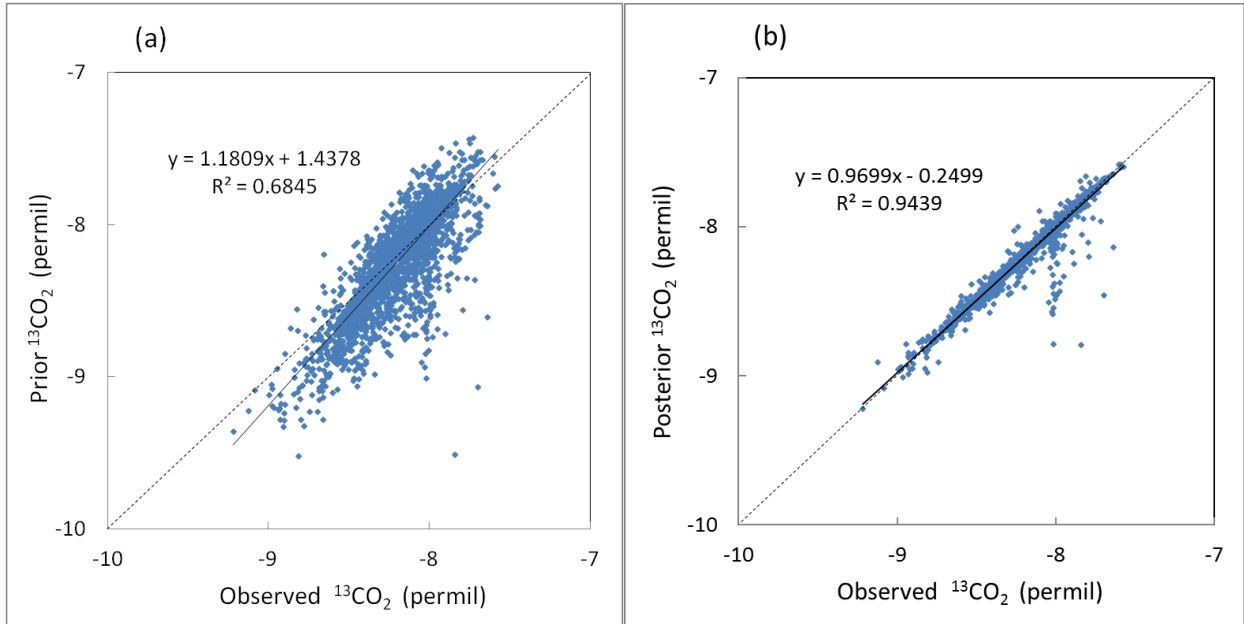 (a)
-7
y = 1.1809x + 1.4378
R² = 0.6845
-8
Prior ¹³CO₂ (permil)
-9
-10
-10 -9 -8 -7
Observed ¹³CO₂ (permil)
(b)
-7
y = 0.9699x - 0.2499
R² = 0.9439
-8
Posterior ¹³CO₂ (permil)
-9
-10
-10 -9 -8 -7
Observed ¹³CO₂ (permil)